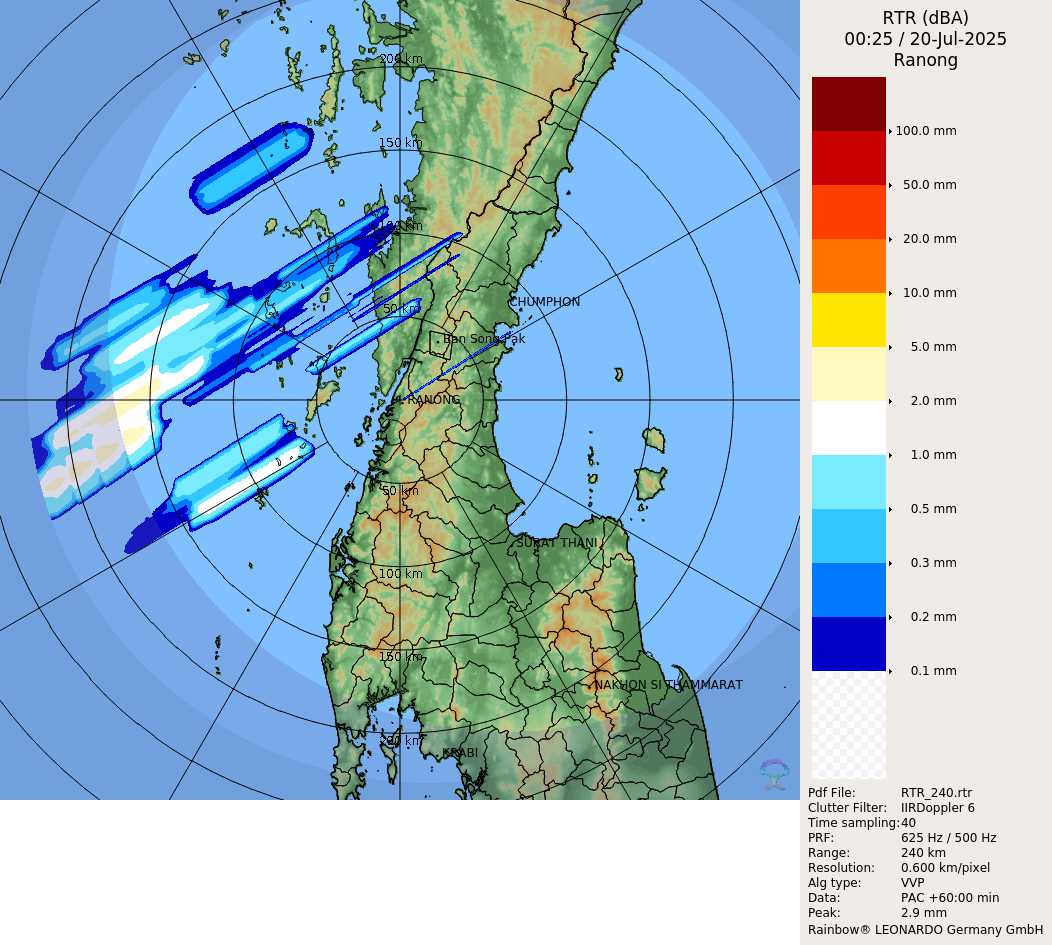 RTR (dBA)
00:25 / 20-Jul-2025
Ranong
200 km
150 km
100 km
50 km
CHUMPHON
Ban Song Pak
RANONG
50 km
SURAT THANI
100 km
150 km
NAKHON SI THAMMARAT
200 km
KRABI
100.0 mm
50.0 mm
20.0 mm
10.0 mm
5.0 mm
2.0 mm
1.0 mm
0.5 mm
0.3 mm
0.2 mm
0.1 mm
Pdf File: RTR_240.rtr
Clutter Filter: IIRDoppler 6
Time sampling:40
PRF: 625 Hz / 500 Hz
Range: 240 km
Resolution: 0.600 km/pixel
Alg type: VVP
Data: PAC +60:00 min
Peak: 2.9 mm
Rainbow® LEONARDO Germany GmbH